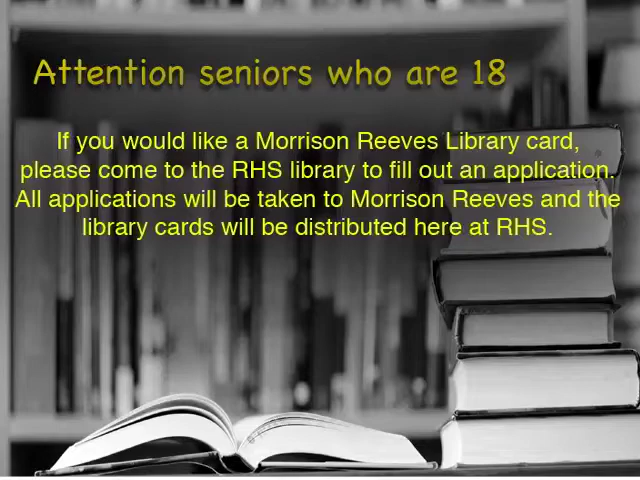 Attention seniors who are 18
If you would like a Morrison Reeves Library card,
please come to the RHS library to fill out an application.
All applications will be taken to Morrison Reeves and the
library cards will be distributed here at RHS.